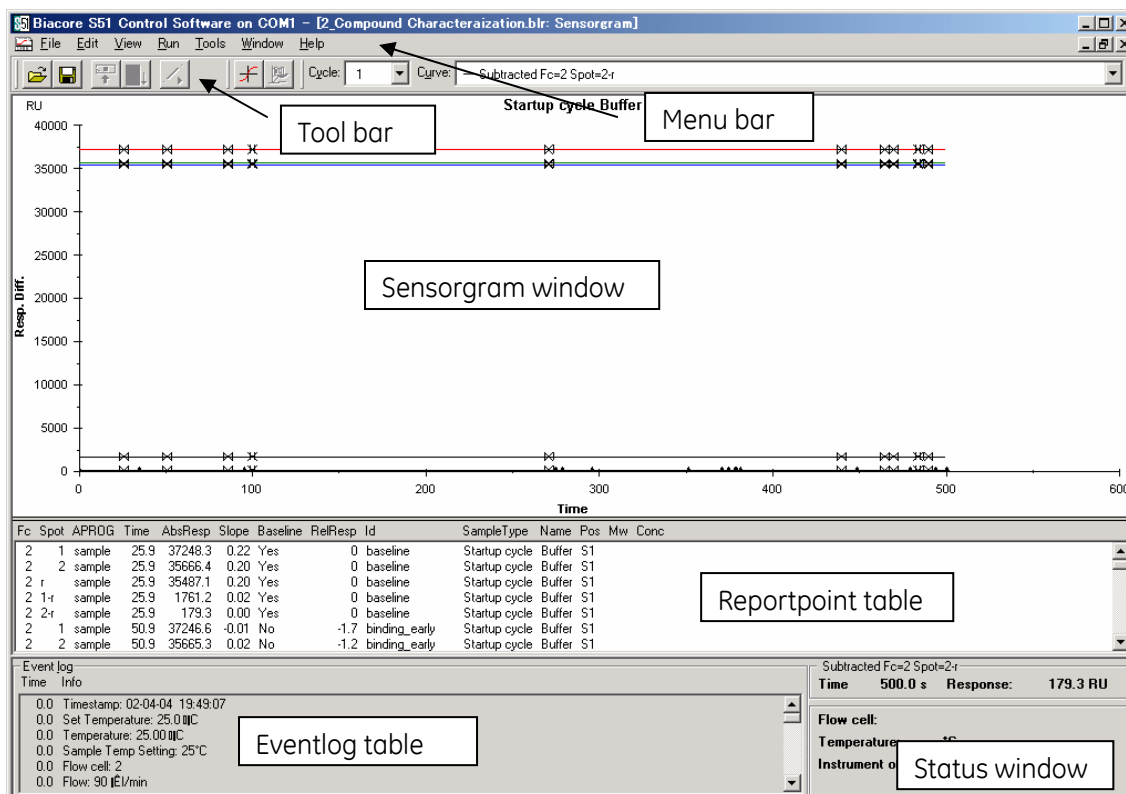 Biacore S51 Control Software on COM1 - [2_Compound Characteraization.blr: Sensorgram]
File Edit View Run Tools Window Help
Cycle: 1 Curve: — Subtracted Fc=2 Spot=2-r
RU
Startup cycle Buffer
Tool bar
Menu bar
40000
35000
30000
25000
20000
15000
10000
5000
0
Resp. Diff.
Sensorgram window
0 100 200 300 400 500 600
Time
Fc Spot APROG Time AbsResp Slope Baseline RelResp Id SampleType Name Pos Mw Conc
2 1 sample 25.9 37248.3 0.22 Yes 0 baseline Startup cycle Buffer S1
2 2 sample 25.9 35666.4 0.20 Yes 0 baseline Startup cycle Buffer S1
2 r sample 25.9 35487.1 0.20 Yes 0 baseline Startup cycle Buffer S1
2 1-r sample 25.9 1761.2 0.02 Yes 0 baseline Startup cycle Buffer S1
2 2-r sample 25.9 179.3 0.00 Yes 0 baseline Startup cycle Buffer S1
2 1 sample 50.9 37246.6 -0.01 No -1.7 binding_early Startup cycle Buffer S1
2 2 sample 50.9 35665.3 0.02 No -1.2 binding_early Startup cycle Buffer S1
Reportpoint table
Event log
Time Info
0.0 Timestamp: 02-04-04 19:49:07
0.0 Set Temperature: 25.0
0.0 Temperature: 25.00
0.0 Sample Temp Setting: 25°C
0.0 Flow cell: 2
0.0 Flow: 90
Eventlog table
Subtracted Fc=2 Spot=2-r
Time 500.0 s Response: 179.3 RU
Flow cell:
Temperature:
Instrument
Status window